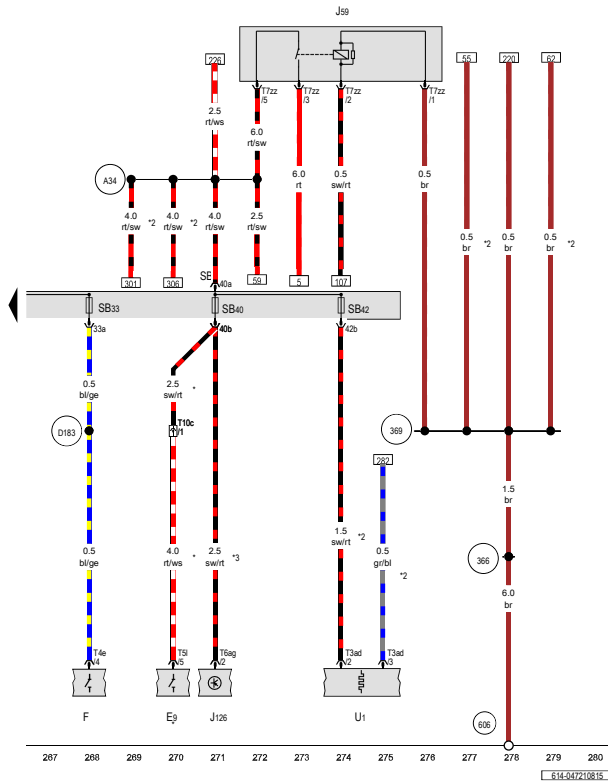 J59
226
55
220
62
T7zz
/5
T7zz
/3
T7zz
/2
T7zz
/1
2.5
rt/ws
6.0
rt/sw
6.0
rt
0.5
sw/rt
0.5
br
A34
4.0
rt/sw
*2
4.0
rt/sw
*2
4.0
rt/sw
2.5
rt/sw
0.5
br
*2
0.5
br
0.5
br
*2
301
306
SB
40a
59
5
107
SB33
SB40
SB42
33a
40b
42b
0.5
bl/ge
2.5
sw/rt
*
D183
T10c
/1
369
282
0.5
bl/ge
4.0
rt/ws
*
2.5
sw/rt
*3
1.5
sw/rt
*2
0.5
gr/bl
*2
1.5
br
366
6.0
br
T4e
/4
T5l
/5
T6ag
/2
T3ad
/2
T3ad
/3
F
E9
*
J126
U1
606
267 268 269 270 271 272 273 274 275 276 277 278 279 280
614-047210815